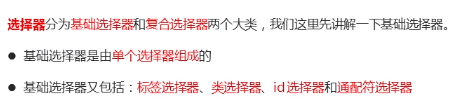 选择器分为基础选择器和复合选择器两个大类，我们这里先讲解一下基础选择器。
● 基础选择器是由单个选择器组成的
● 基础选择器又包括：标签选择器、类选择器、id 选择器和通配符选择器